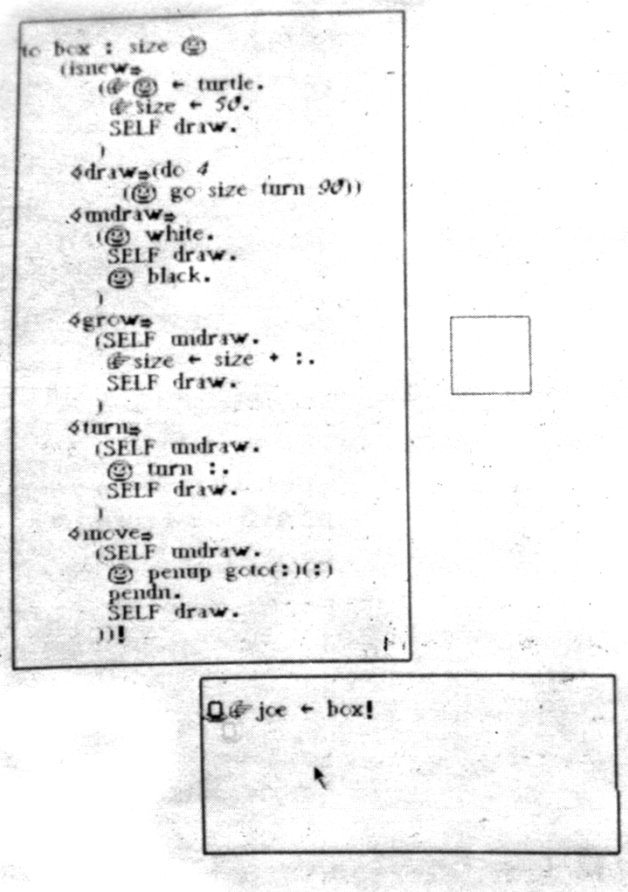 to box : size ☺
(isnew⇒
(☞ ☺ ← turtle.
☞ size ← 50.
SELF draw.
)
∢draw⇒(do 4
(☺ go size turn 90))
∢undraw⇒
(☺ white.
SELF draw.
☺ black.
)
∢grow⇒
(SELF undraw.
☞ size ← size + :.
SELF draw.
)
∢turn⇒
(SELF undraw.
☺ turn :.
SELF draw.
)
∢move⇒
(SELF undraw.
☺ penup goto(:)(:)
pendn.
SELF draw.
))!
☞ joe ← box!